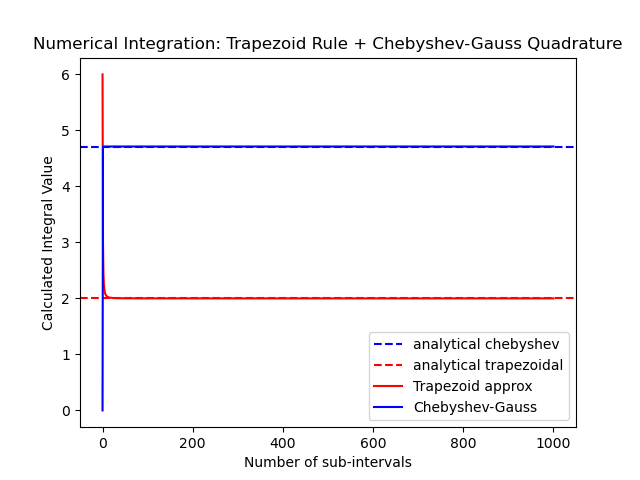 Numerical Integration: Trapezoid Rule + Chebyshev-Gauss Quadrature
6
5
4
3
2
1
0
Calculated Integral Value
analytical chebyshev
analytical trapezoidal
Trapezoid approx
Chebyshev-Gauss
0 200 400 600 800 1000
Number of sub-intervals